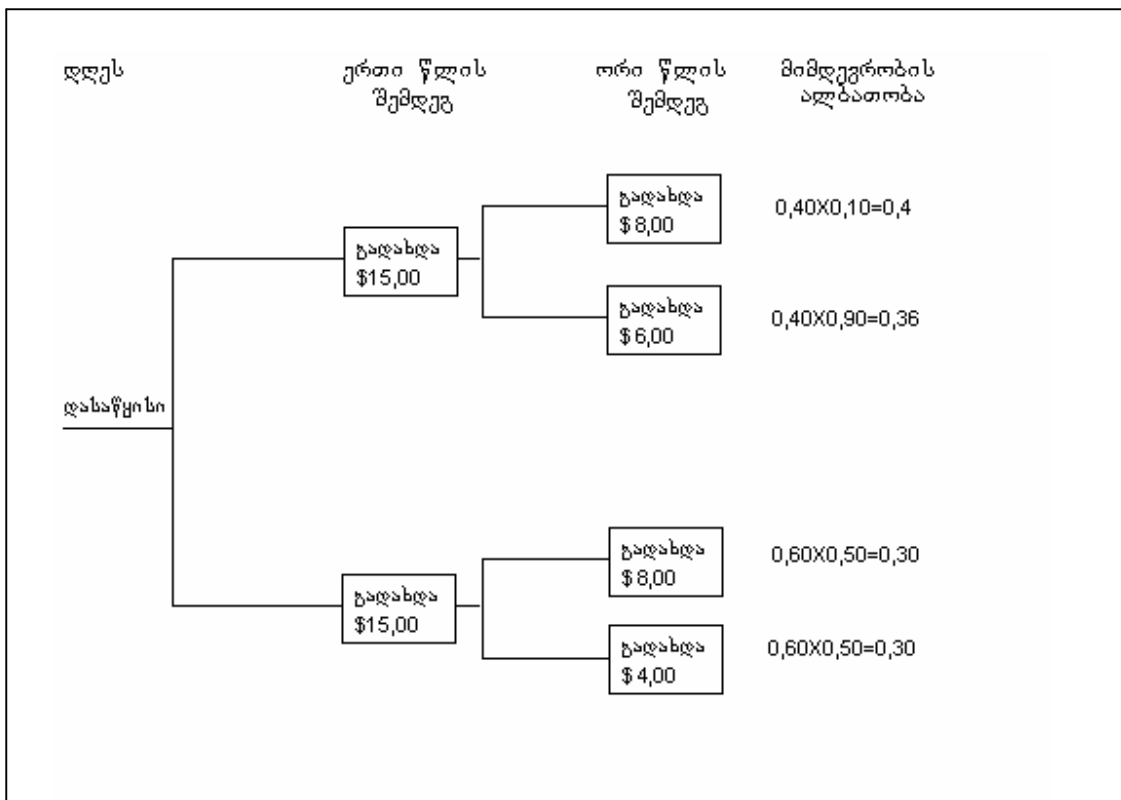 დღეს
ერთი წლის
შემდეგ
ორი წლის
შემდეგ
მიმდევრობის
ალბათობა
გადახდა
$8,00
0,40X0,10=0,4
გადახდა
$15,00
გადახდა
$6,00
0,40X0,90=0,36
დასაწყისი
გადახდა
$8,00
0,60X0,50=0,30
გადახდა
$15,00
გადახდა
$4,00
0,60X0,50=0,30